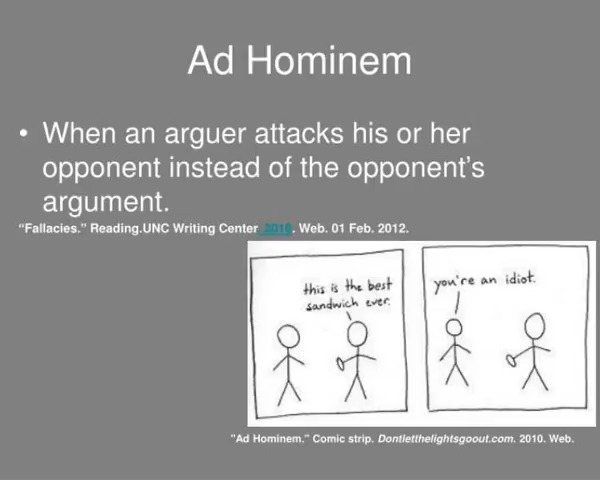 Ad Hominem
• When an arguer attacks his or her
opponent instead of the opponent's
argument.
“Fallacies.” Reading.UNC Writing Center. 2010. Web. 01 Feb. 2012.
this is the best
sandwich ever.
you're an idiot.
"Ad Hominem." Comic strip. Dontletthelightsgoout.com. 2010. Web.